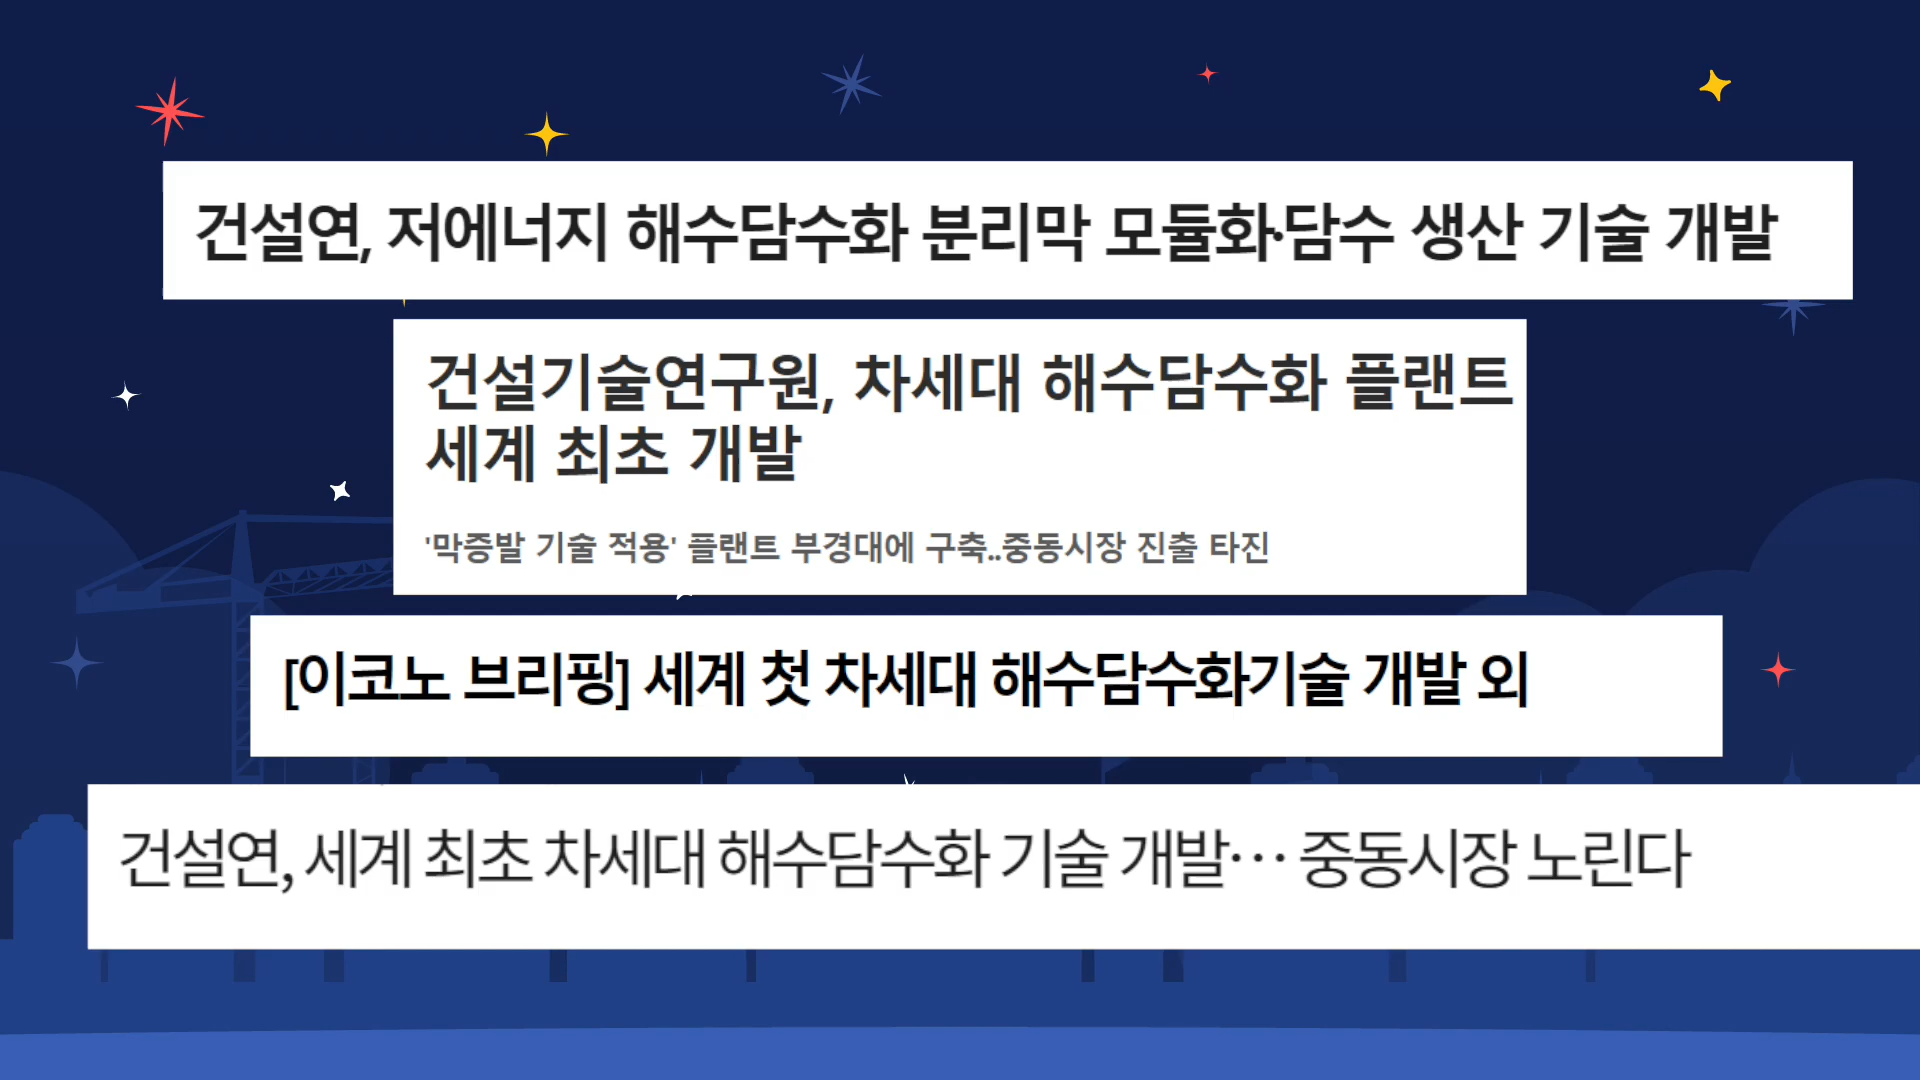 건설연, 저에너지 해수담수화 분리막 모듈화·담수 생산 기술 개발
건설기술연구원, 차세대 해수담수화 플랜트
세계 최초 개발
'막증발 기술 적용' 플랜트 부경대에 구축..중동시장 진출 타진
[이코노 브리핑] 세계 첫 차세대 해수담수화기술 개발 외
건설연, 세계 최초 차세대 해수담수화 기술 개발… 중동시장 노린다